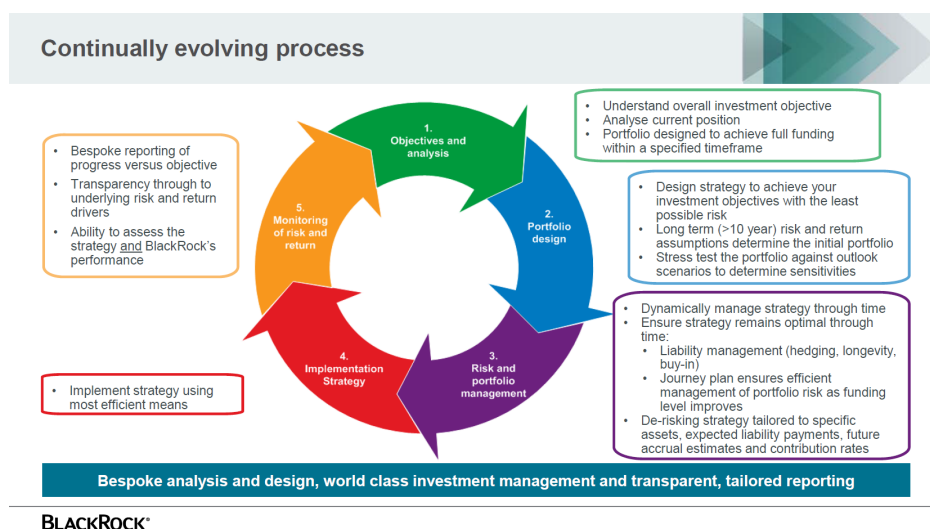 Continually evolving process
1.
Objectives and
analysis
• Understand overall investment objective
• Analyse current position
• Portfolio designed to achieve full funding
within a specified timeframe
2.
Portfolio
design
• Design strategy to achieve your
investment objectives with the least
possible risk
• Long term (>10 year) risk and return
assumptions determine the initial portfolio
• Stress test the portfolio against outlook
scenarios to determine sensitivities
3.
Risk and
portfolio
management
• Dynamically manage strategy through time
• Ensure strategy remains optimal through
time:
• Liability management (hedging, longevity,
buy-in)
• Journey plan ensures efficient
management of portfolio risk as funding
level improves
• De-risking strategy tailored to specific
assets, expected liability payments, future
accrual estimates and contribution rates
4.
Implementation
Strategy
• Implement strategy using
most efficient means
5.
Monitoring
of risk and
return
• Bespoke reporting of
progress versus objective
• Transparency through to
underlying risk and return
drivers
• Ability to assess the
strategy and BlackRock's
performance
Bespoke analysis and design, world class investment management and transparent, tailored reporting
BLACKROCK®